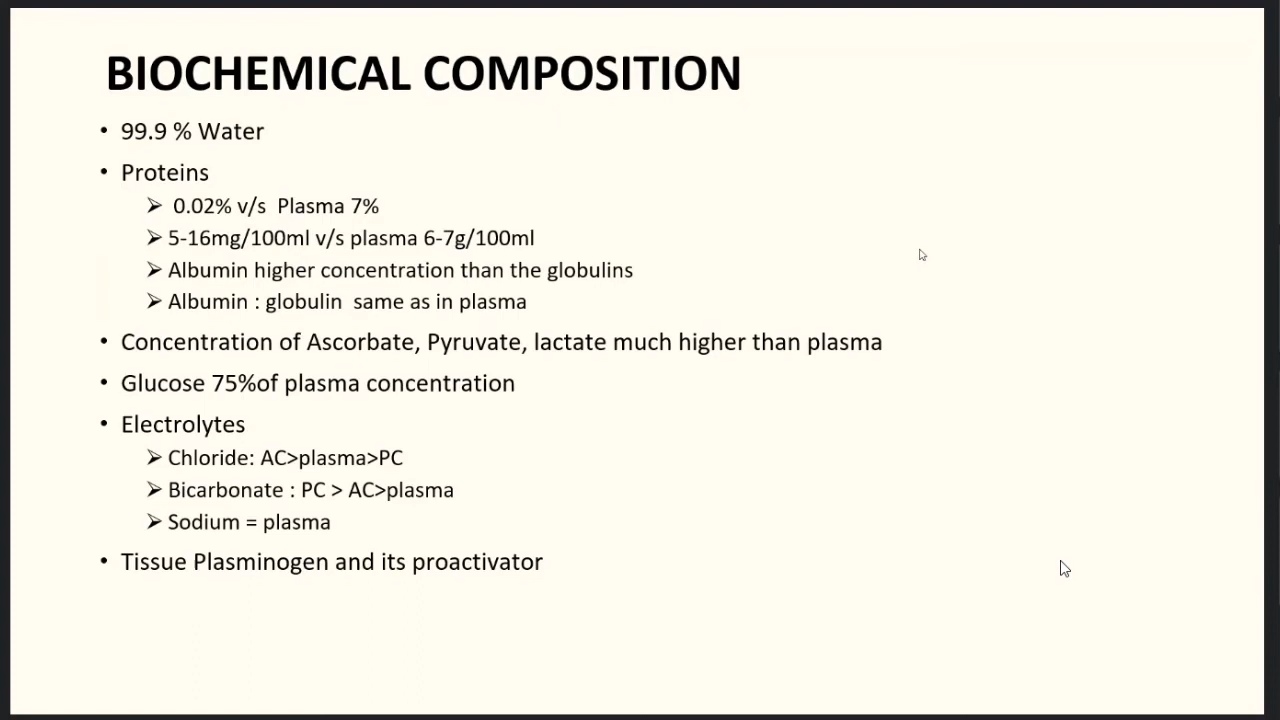 BIOCHEMICAL COMPOSITION
• 99.9 % Water
• Proteins
➢ 0.02% v/s Plasma 7%
➢ 5-16mg/100ml v/s plasma 6-7g/100ml
➢ Albumin higher concentration than the globulins
➢ Albumin : globulin same as in plasma
• Concentration of Ascorbate, Pyruvate, lactate much higher than plasma
• Glucose 75%of plasma concentration
• Electrolytes
➢ Chloride: AC>plasma>PC
➢ Bicarbonate : PC > AC>plasma
➢ Sodium = plasma
• Tissue Plasminogen and its proactivator